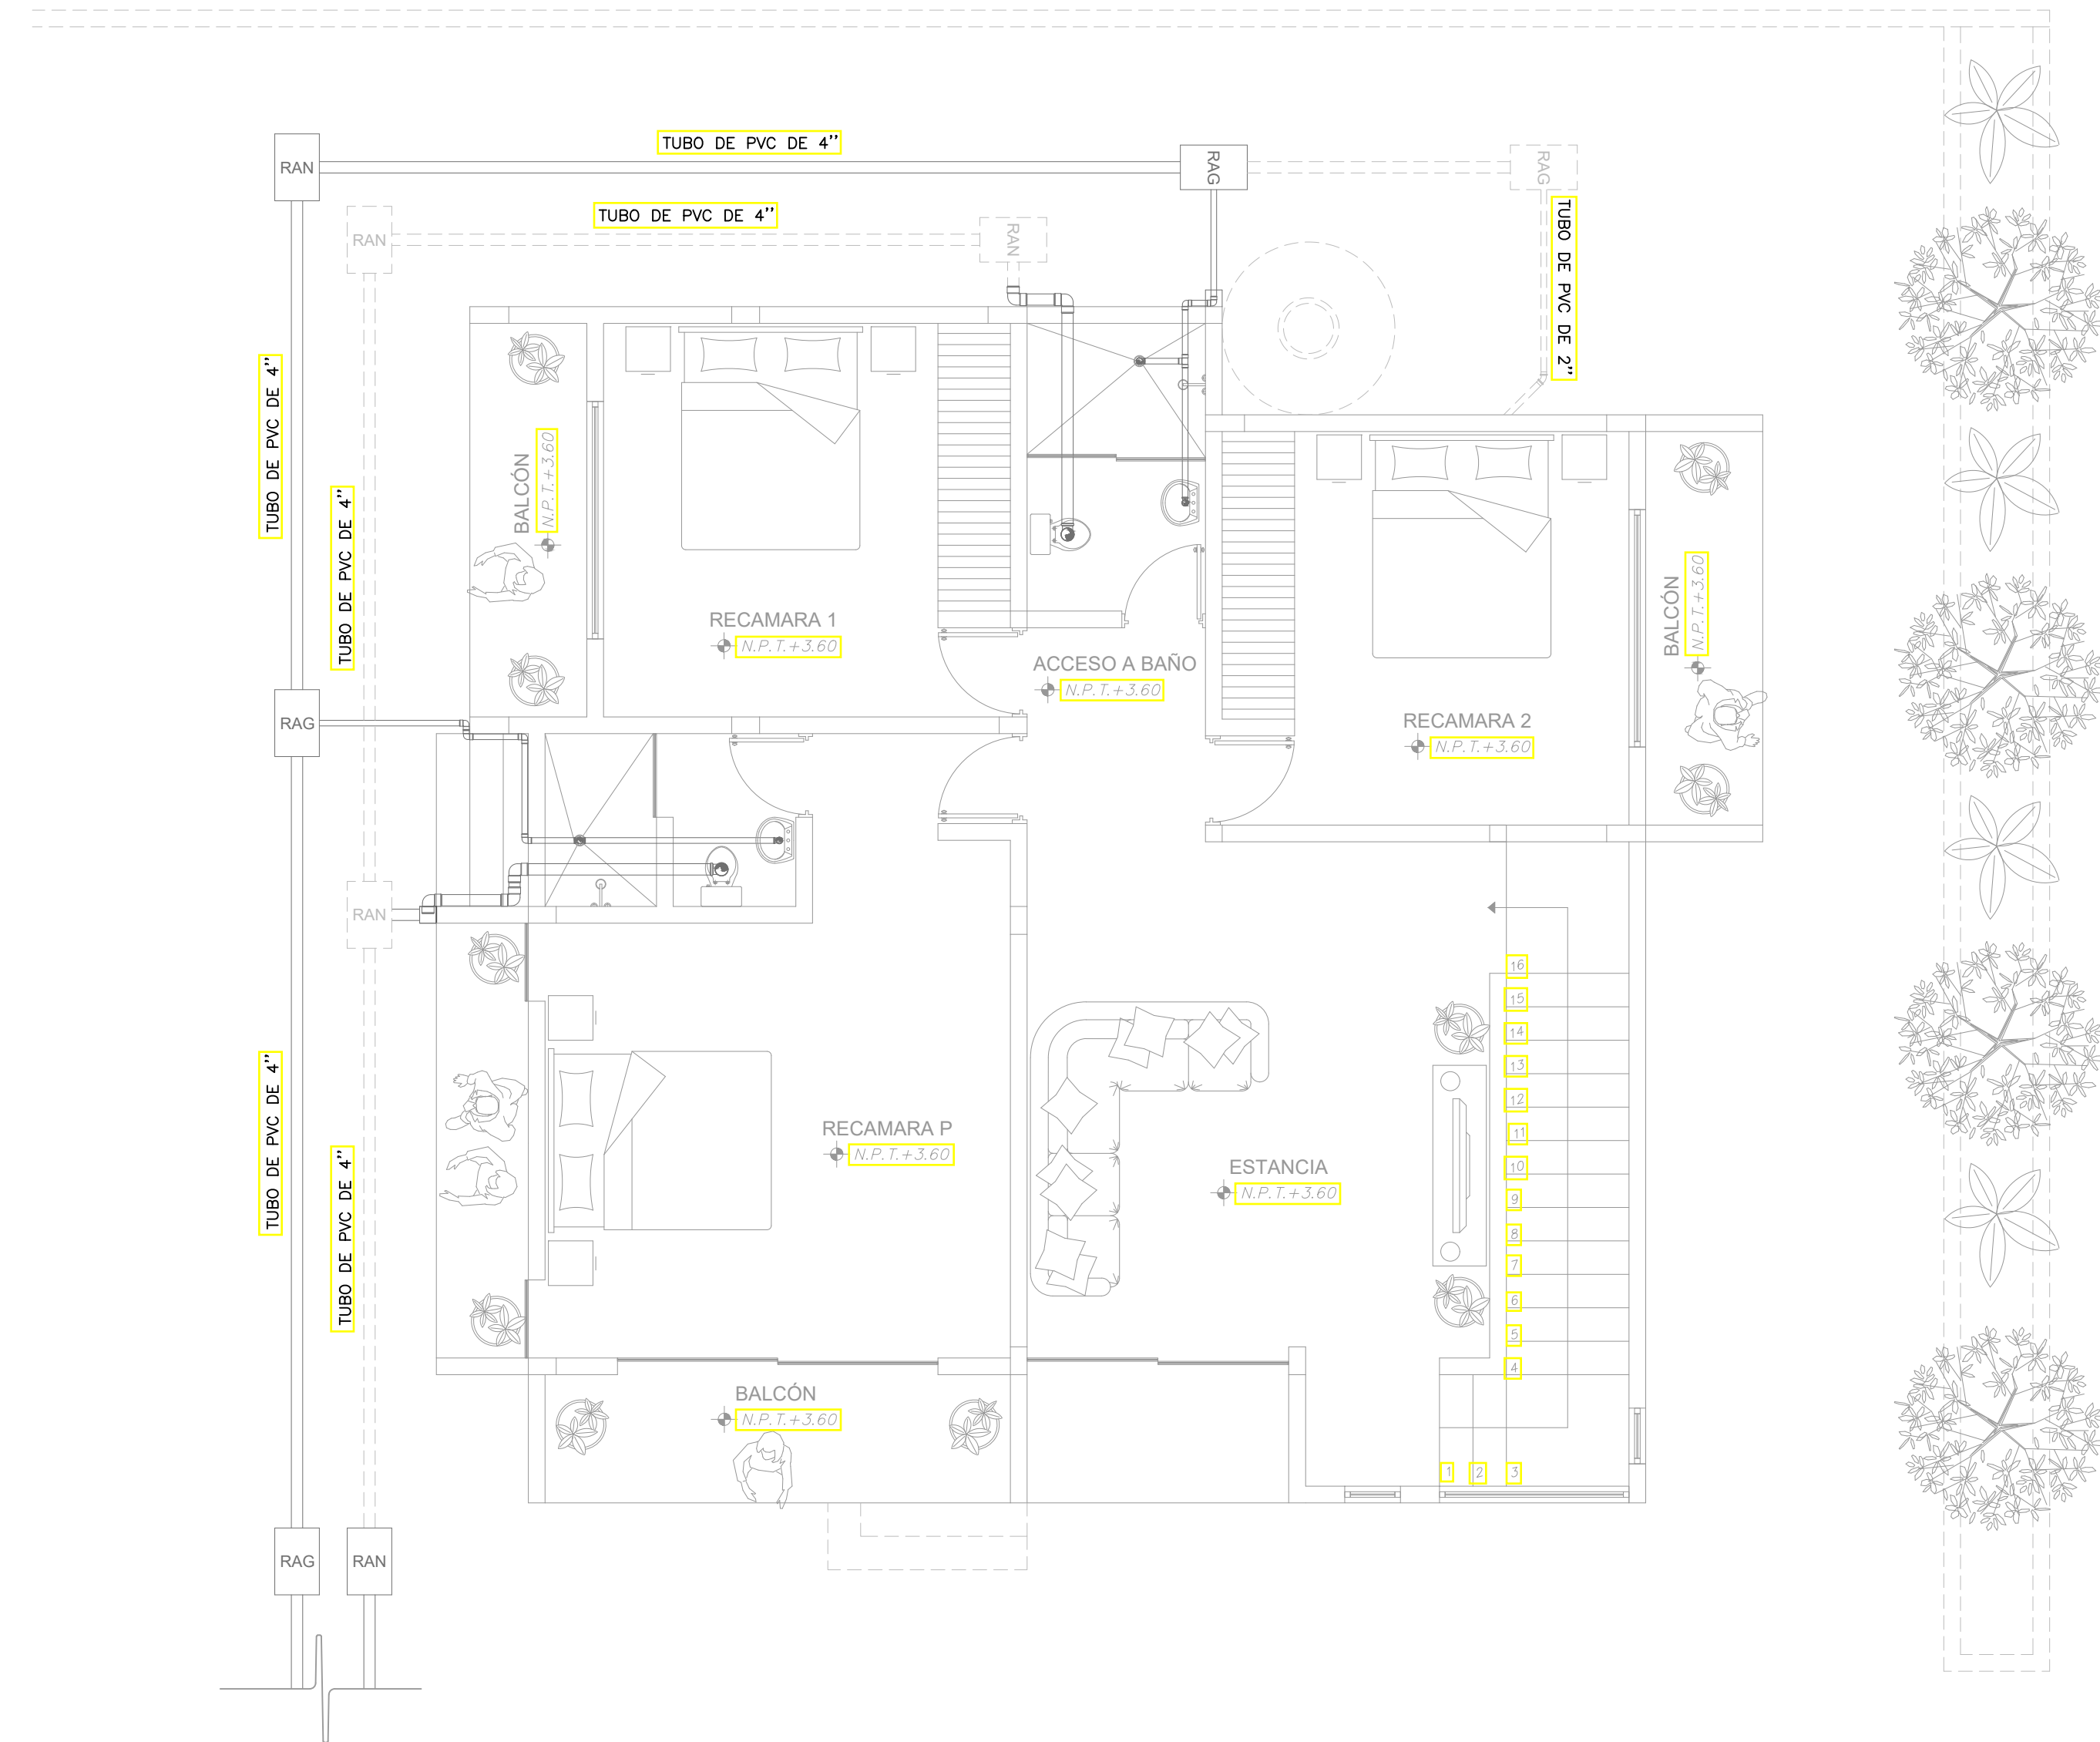 TUBO DE PVC DE 4''
RAN
RAG
RAG
TUBO DE PVC DE 4''
RAN
RAN
TUBO DE PVC DE 2''
TUBO DE PVC DE 4''
TUBO DE PVC DE 4''
BALCÓN
N.P.T.+3.60
RECAMARA 1
N.P.T.+3.60
ACCESO A BAÑO
N.P.T.+3.60
BALCÓN
N.P.T.+3.60
RECAMARA 2
N.P.T.+3.60
RAG
RAN
16
15
14
13
12
11
10
9
8
7
6
5
4
TUBO DE PVC DE 4''
TUBO DE PVC DE 4''
RECAMARA P
N.P.T.+3.60
ESTANCIA
N.P.T.+3.60
BALCÓN
N.P.T.+3.60
1
2
3
RAG
RAN